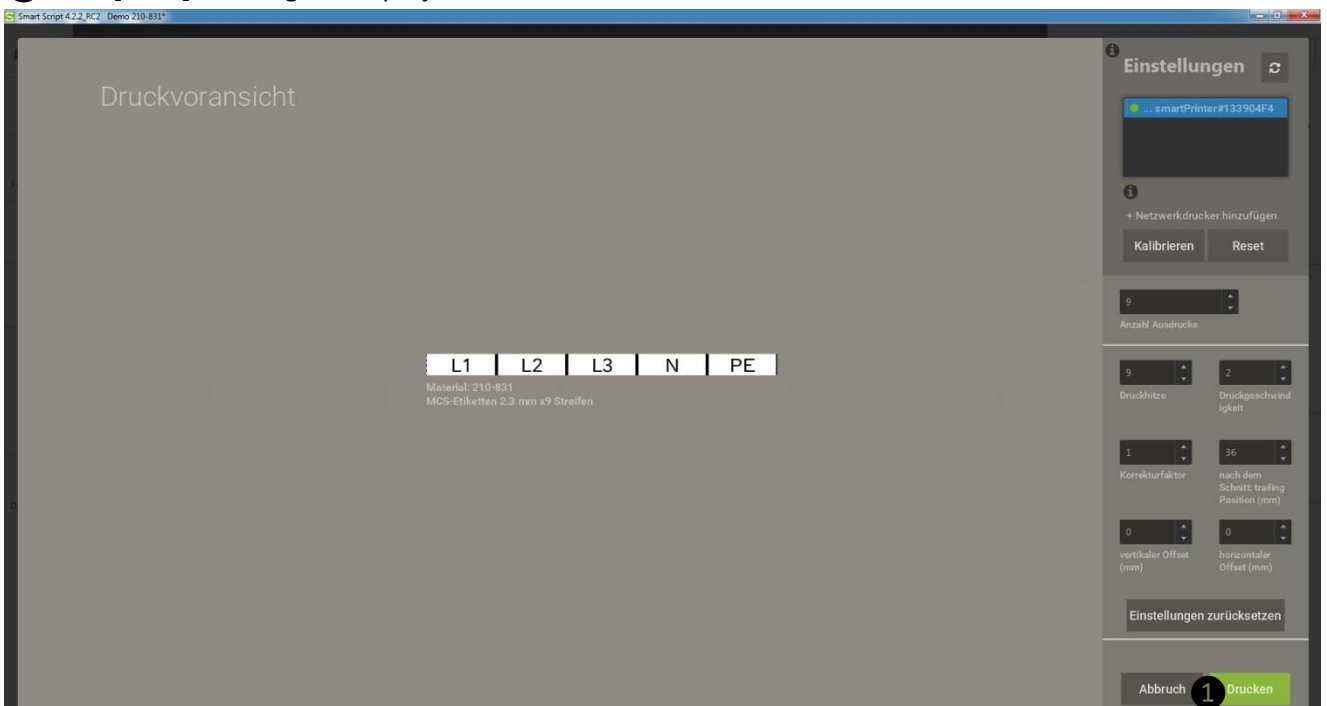 Smart Script 4.2.2_RC2 Demo 210-831*
Druckvoransicht
L1 L2 L3 N PE
Material: 210-831
MCS-Etiketten 2.3 mm x9 Streifen
Einstellungen
... smartPrinter#133904F4
+ Netzwerkdrucker hinzufügen
Kalibrieren Reset
9
Anzahl Ausdrucke
9 2
Druckhitze Druckgeschwind
igkeit
1 36
Korrekturfaktor nach dem
Schnitt: trailing
Position (mm)
0 0
vertikaler Offset horizontaler
(mm) Offset (mm)
Einstellungen zurücksetzen
Abbruch 1 Drucken